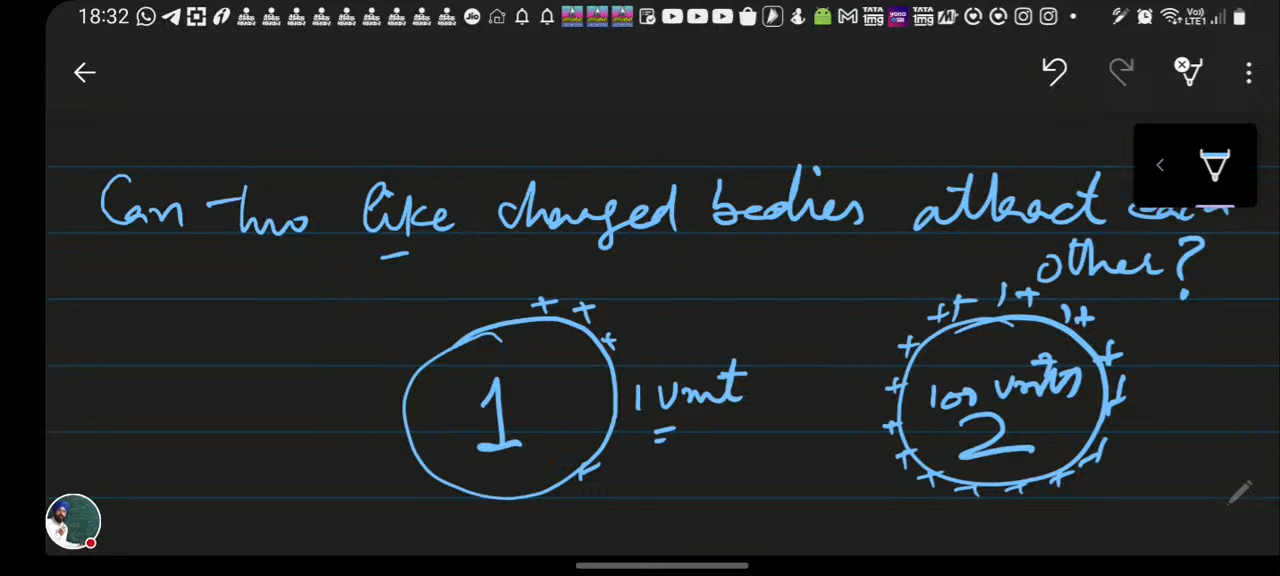 18:32
Can two like charged bodies attract
other?
1 unit
100 units
1
2